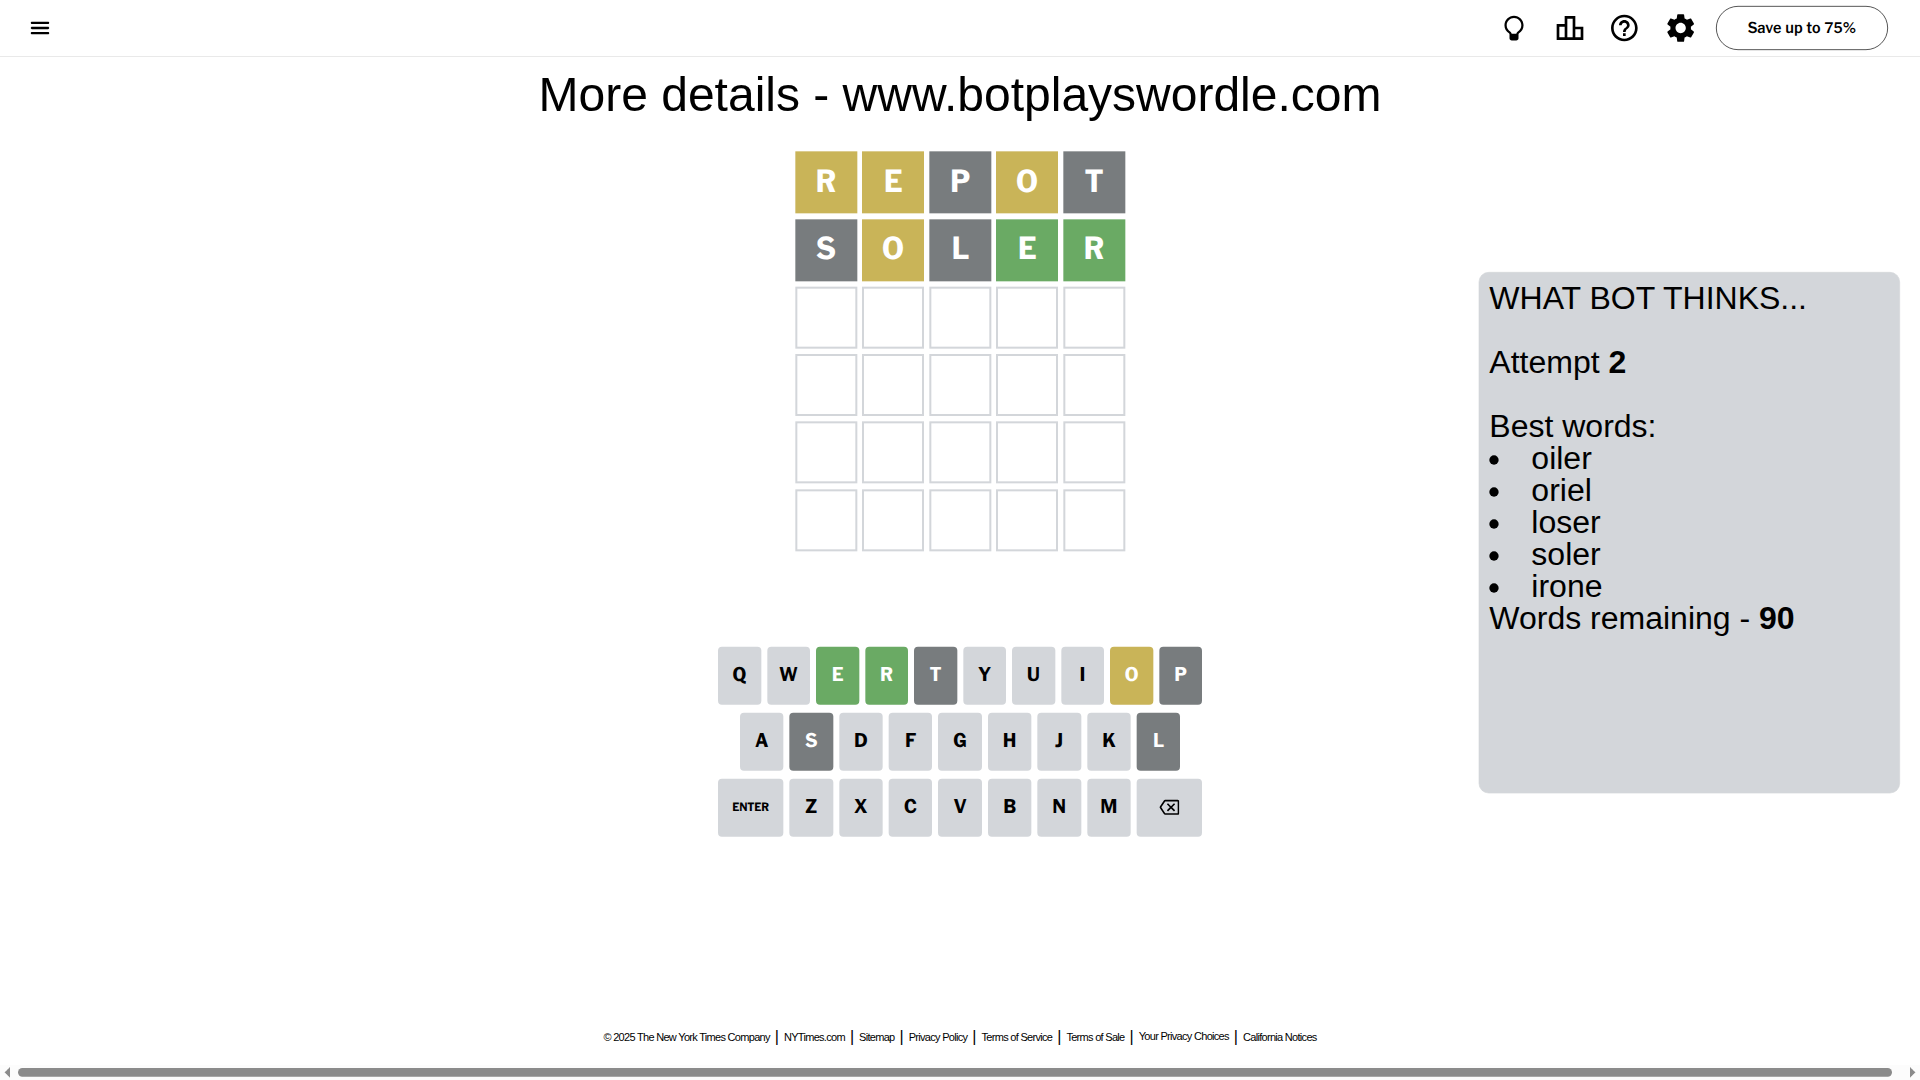 Save up to 75%
More details - www.botplayswordle.com
R E P O T
S O L E R
WHAT BOT THINKS...
Attempt 2
Best words:
• oiler
• oriel
• loser
• soler
• irone
Words remaining - 90
Q W E R T Y U I O P
A S D F G H J K L
ENTER Z X C V B N M
© 2025 The New York Times Company | NYTimes.com | Sitemap | Privacy Policy | Terms of Service | Terms of Sale | Your Privacy Choices | California Notices